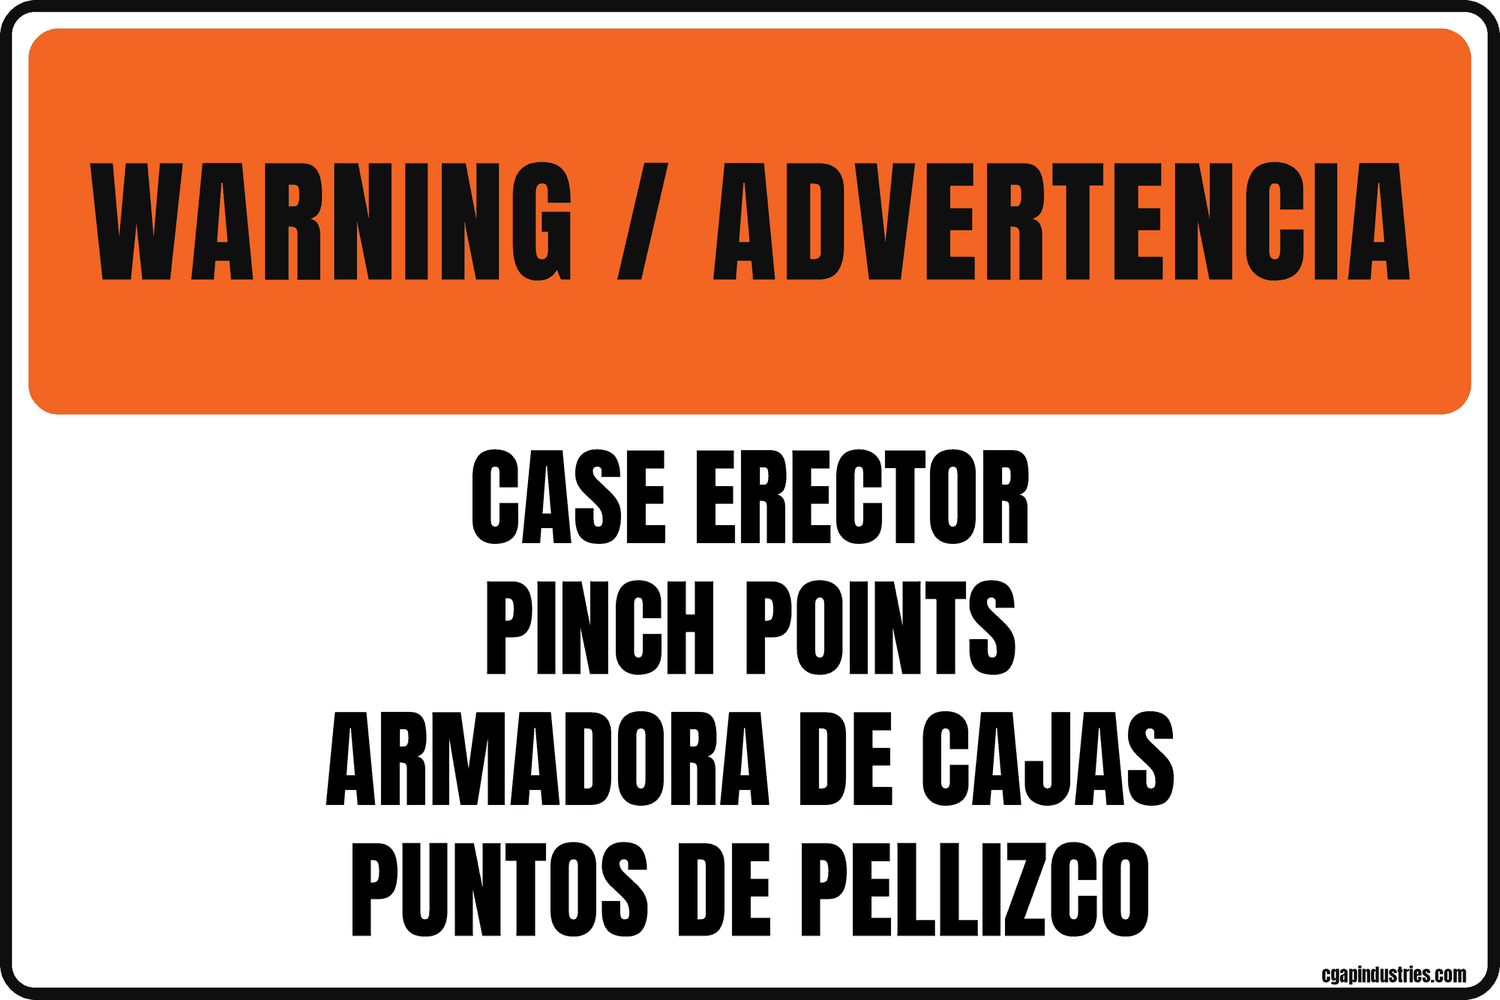 WARNING / ADVERTENCIA
CASE ERECTOR
PINCH POINTS
ARMADORA DE CAJAS
PUNTOS DE PELLIZCO
cgapindustries.com